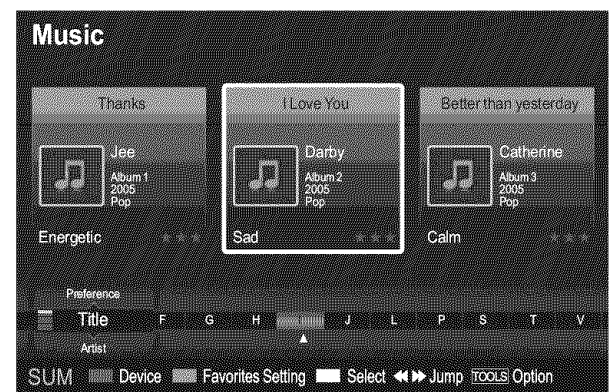 Music
Thanks
I Love You
Better than yesterday
Jee
Album 1
2005
Pop
Energetic
Darby
Album 2
2005
Pop
Sad
Catherine
Album 3
2005
Pop
Calm
Preference
Title F G H J L P S T V
Artist
SUM Device Favorites Setting Select Jump TOOLS Option